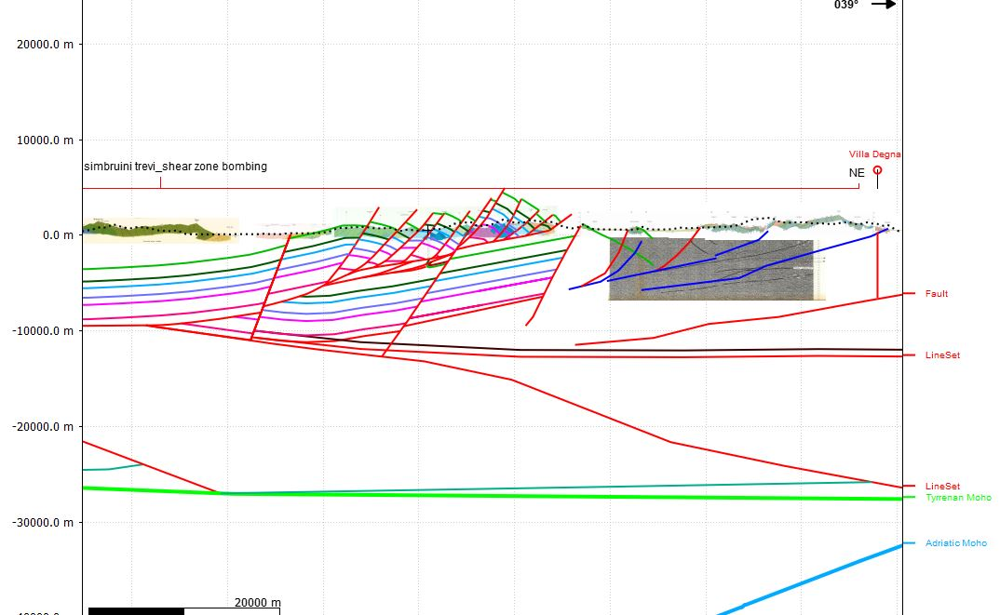 039°
20000.0 m
10000.0 m
Villa Degna
simbruini trevi_shear zone bombing
NE
0.0 m
Fault
-10000.0 m
LineSet
-20000.0 m
LineSet
Tyrrenan Moho
-30000.0 m
Adriatic Moho
20000 m